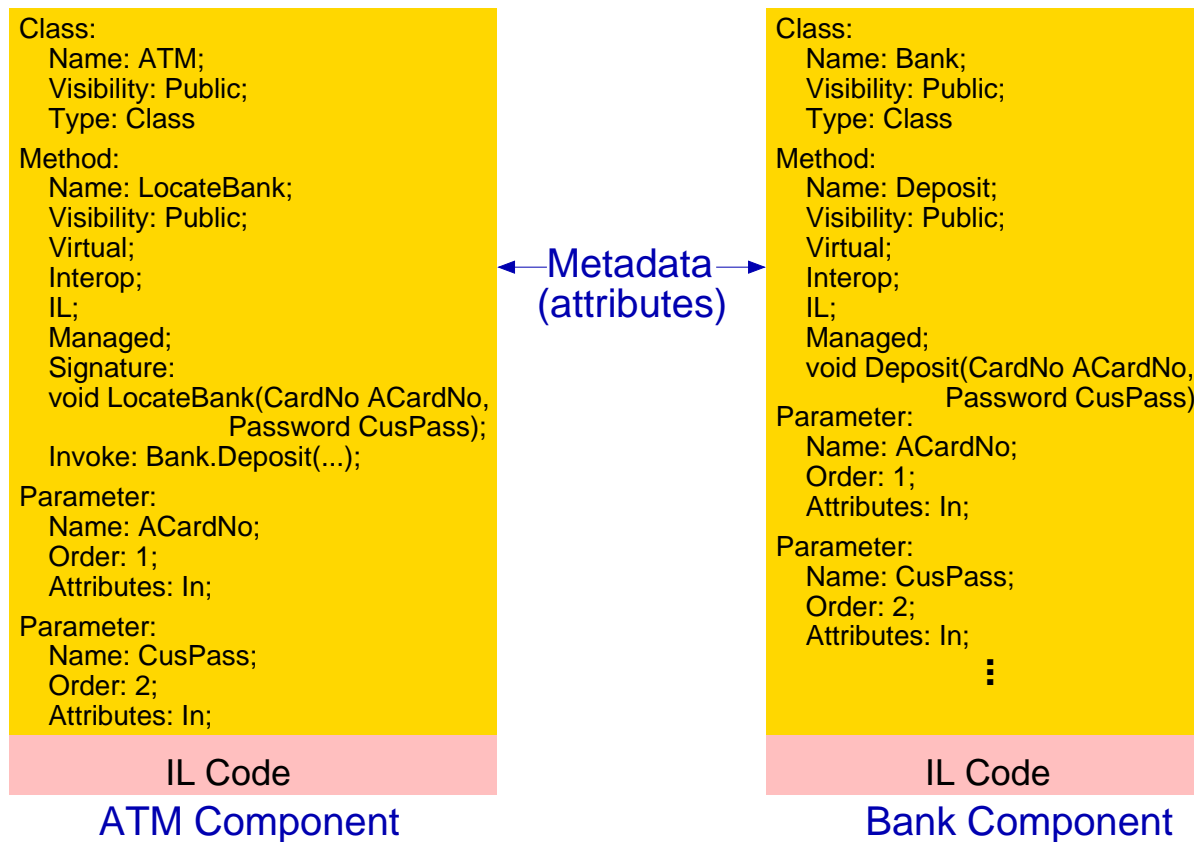 Class:
Name: ATM;
Visibility: Public;
Type: Class
Method:
Name: LocateBank;
Visibility: Public;
Virtual;
Interop;
IL;
Managed;
Signature:
void LocateBank(CardNo ACardNo,
Password CusPass);
Invoke: Bank.Deposit(...);
Parameter:
Name: ACardNo;
Order: 1;
Attributes: In;
Parameter:
Name: CusPass;
Order: 2;
Attributes: In;
IL Code
ATM Component
Metadata
(attributes)
Class:
Name: Bank;
Visibility: Public;
Type: Class
Method:
Name: Deposit;
Visibility: Public;
Virtual;
Interop;
IL;
Managed;
void Deposit(CardNo ACardNo,
Password CusPass)
Parameter:
Name: ACardNo;
Order: 1;
Attributes: In;
Parameter:
Name: CusPass;
Order: 2;
Attributes: In;
⋮
IL Code
Bank Component